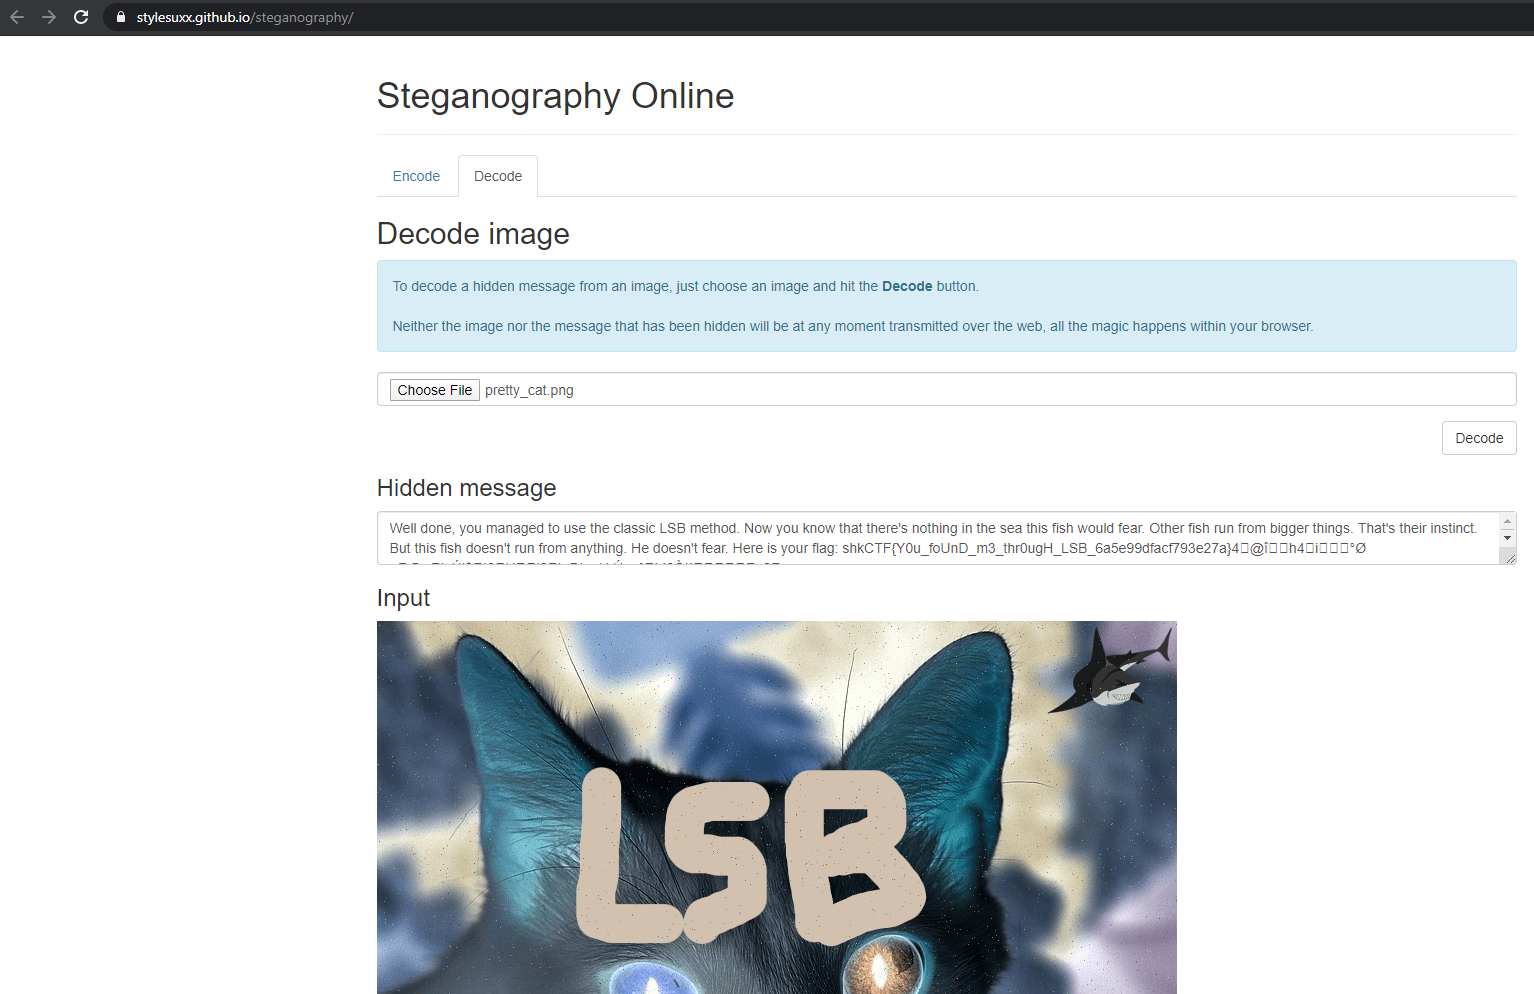 stylesuxx.github.io/steganography/
Steganography Online
Encode
Decode
Decode image
To decode a hidden message from an image, just choose an image and hit the Decode button.
Neither the image nor the message that has been hidden will be at any moment transmitted over the web, all the magic happens within your browser.
Choose File pretty_cat.png
Decode
Hidden message
Well done, you managed to use the classic LSB method. Now you know that there's nothing in the sea this fish would fear. Other fish run from bigger things. That's their instinct.
But this fish doesn't run from anything. He doesn't fear. Here is your flag: shkCTF{Y0u_foUnD_m3_thr0ugH_LSB_6a5e99dfacf793e27a}4▯@î▯▯h4▯i▯▯▯°Ø
Input
LSB